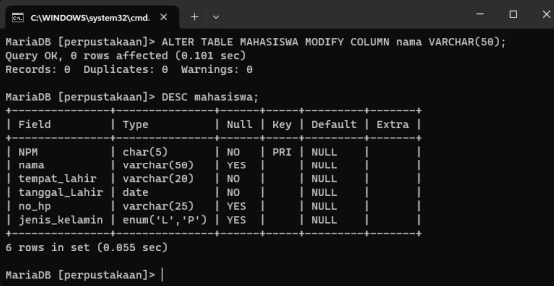 C:\WINDOWS\system32\cmd.
MariaDB [perpustakaan]> ALTER TABLE MAHASISWA MODIFY COLUMN nama VARCHAR(50);
Query OK, 0 rows affected (0.101 sec)
Records: 0  Duplicates: 0  Warnings: 0
MariaDB [perpustakaan]> DESC mahasiswa;
+---------------+---------------+------+-----+---------+-------+
| Field         | Type          | Null | Key | Default | Extra |
+---------------+---------------+------+-----+---------+-------+
| NPM           | char(5)       | NO   | PRI | NULL    |       |
| nama          | varchar(50)   | YES  |     | NULL    |       |
| tempat_lahir  | varchar(20)   | NO   |     | NULL    |       |
| tanggal_Lahir | date          | NO   |     | NULL    |       |
| no_hp         | varchar(25)   | YES  |     | NULL    |       |
| jenis_kelamin | enum('L','P') | YES  |     | NULL    |       |
+---------------+---------------+------+-----+---------+-------+
6 rows in set (0.055 sec)
MariaDB [perpustakaan]>